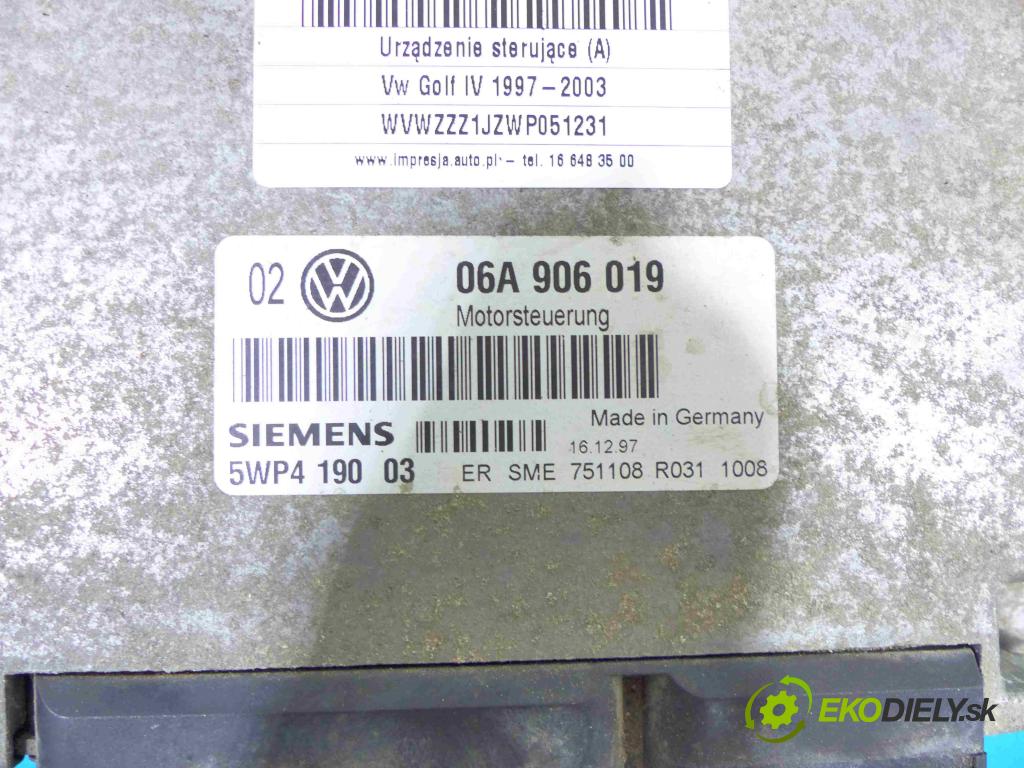 Urządzenie sterujące (A)
Vw Golf IV 1997-2003
WVWZZZ1JZWP051231
www.impresja.auto.pl - tel. 16 648 35 00
02 VW 06A 906 019
Motorsteuerung
Made in Germany
SIEMENS 16.12.97
5WP4 190 03 ER SME 751108 R031 1008
EKODIELY.sk